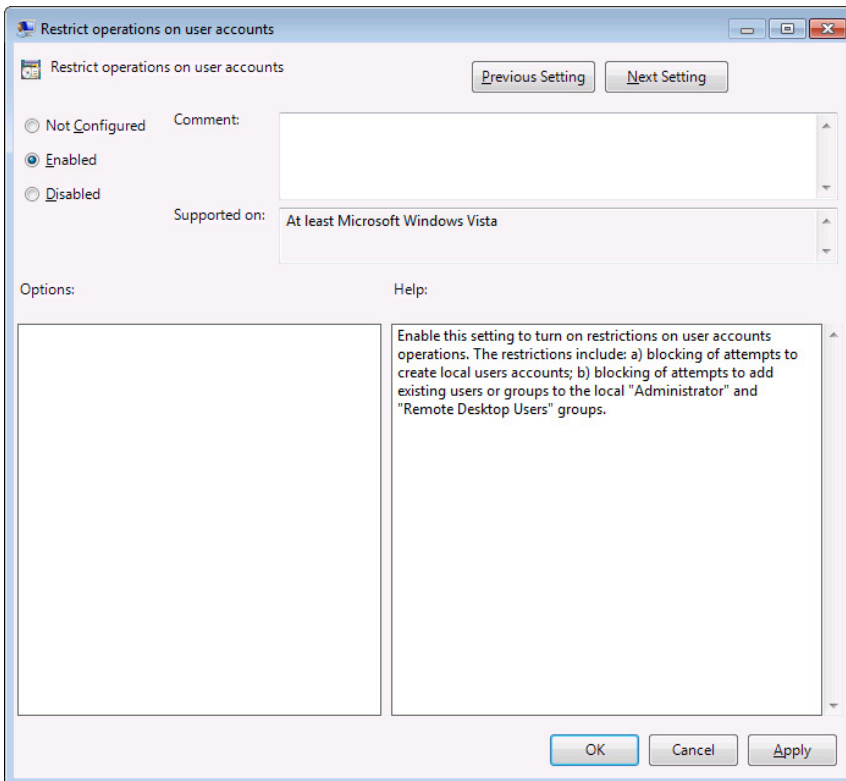 Restrict operations on user accounts
Restrict operations on user accounts
Previous Setting
Next Setting
Not Configured
Comment:
Enabled
Disabled
Supported on:
At least Microsoft Windows Vista
Options:
Help:
Enable this setting to turn on restrictions on user accounts
operations. The restrictions include: a) blocking of attempts to
create local users accounts; b) blocking of attempts to add
existing users or groups to the local "Administrator" and
"Remote Desktop Users" groups.
OK
Cancel
Apply